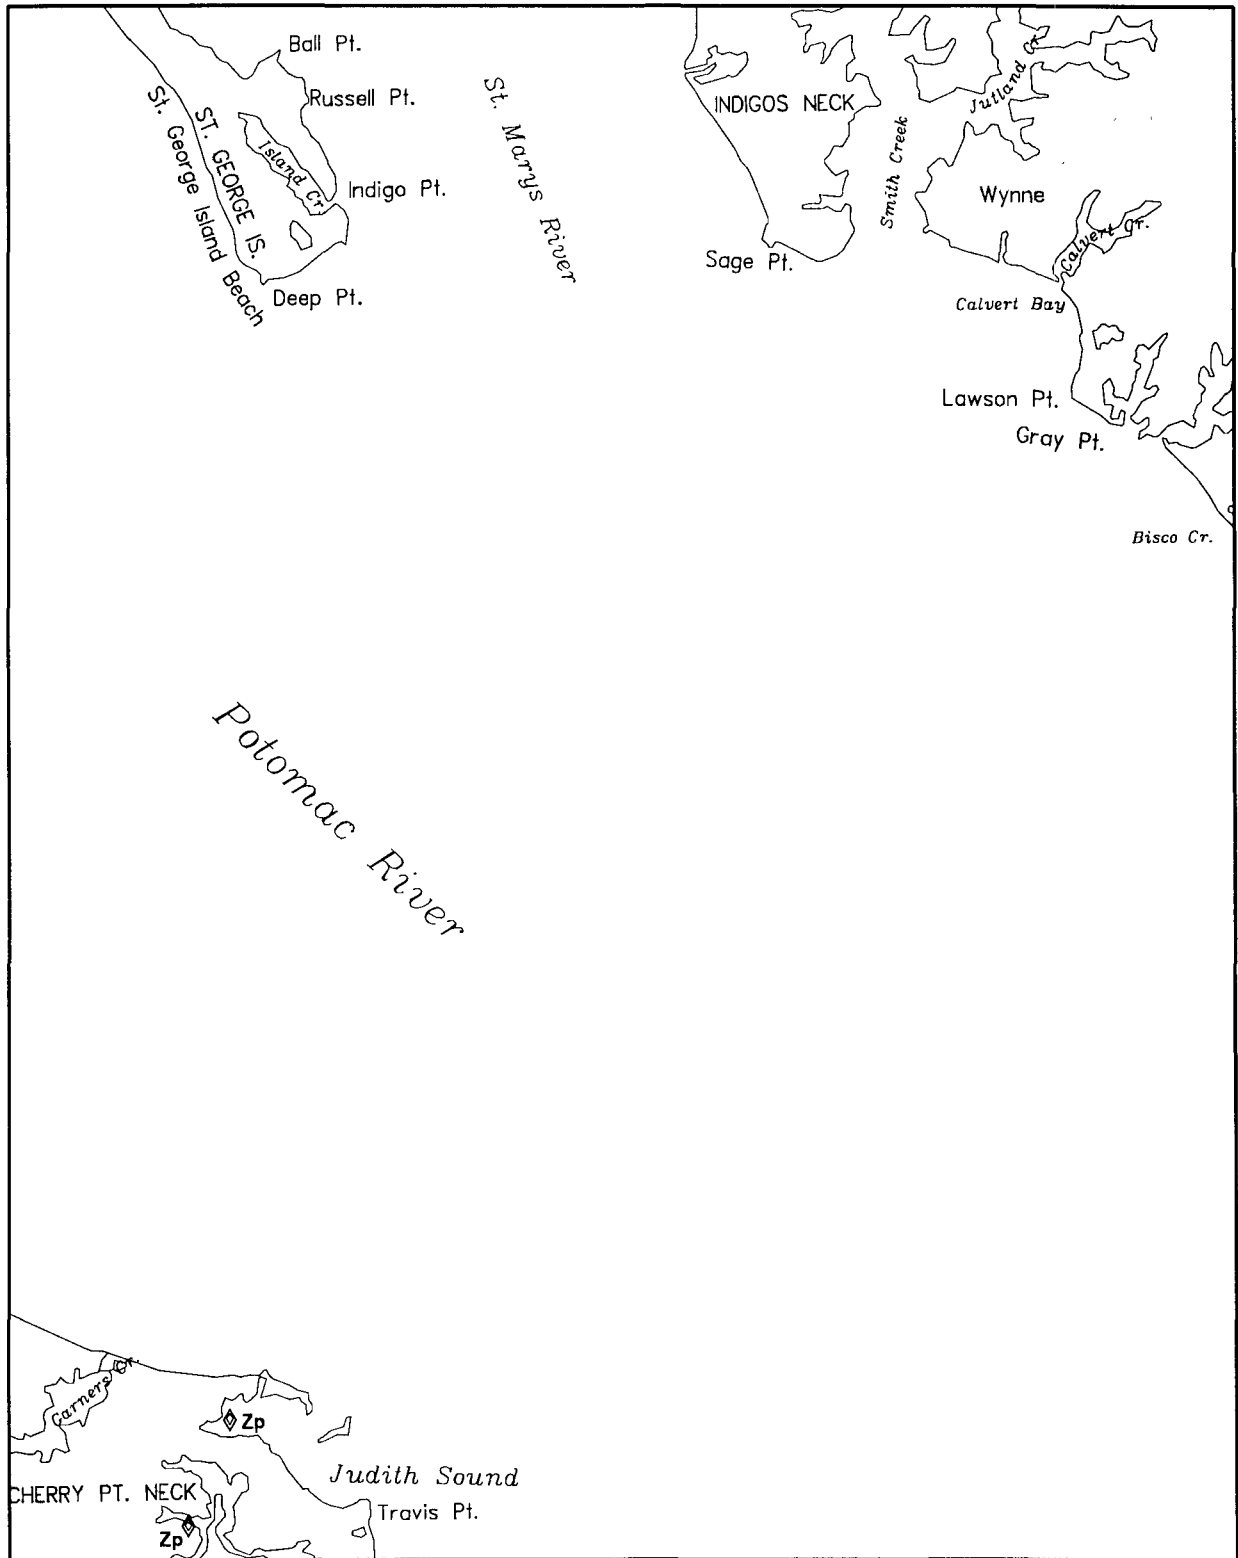 Ball Pt.
Russell Pt.
St. George Island Beach
ST. GEORGE IS.
Island Cr.
Indigo Pt.
Deep Pt.
St. Marys River
INDIGOS NECK
Jutland Cr.
Smith Creek
Wynne
Sage Pt.
Calvert Cr.
Calvert Bay
Lawson Pt.
Gray Pt.
Bisco Cr.
Potomac River
Garners Cr.
Zp
Judith Sound
CHERRY PT. NECK
Travis Pt.
Zp